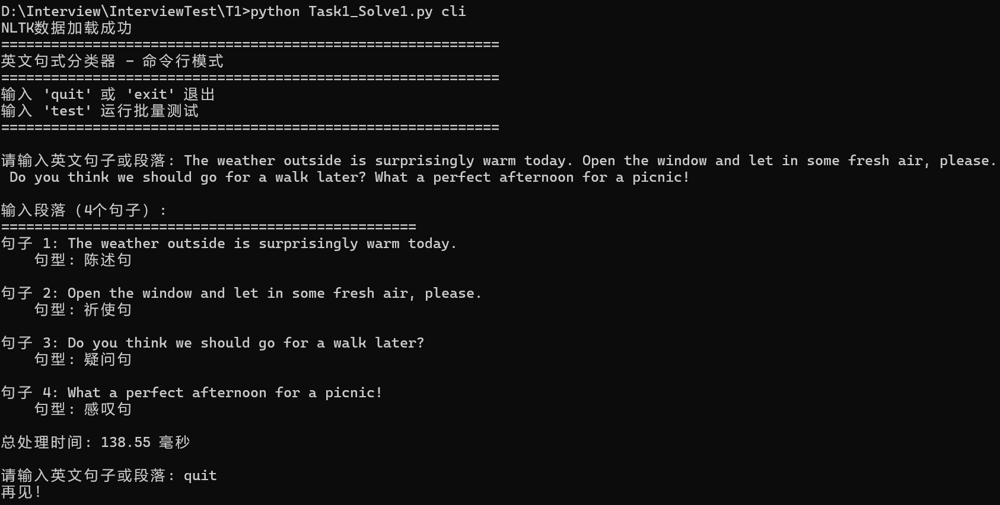 D:\Interview\InterviewTest\T1>python Task1_Solve1.py cli
NLTK数据加载成功
============================================================
英文句式分类器 - 命令行模式
============================================================
输入 'quit' 或 'exit' 退出
输入 'test' 运行批量测试
============================================================
请输入英文句子或段落: The weather outside is surprisingly warm today. Open the window and let in some fresh air, please.
Do you think we should go for a walk later? What a perfect afternoon for a picnic!
输入段落 (4个句子) :
==================================================
句子 1: The weather outside is surprisingly warm today.
句型: 陈述句
句子 2: Open the window and let in some fresh air, please.
句型: 祈使句
句子 3: Do you think we should go for a walk later?
句型: 疑问句
句子 4: What a perfect afternoon for a picnic!
句型: 感叹句
总处理时间: 138.55 毫秒
请输入英文句子或段落: quit
再见!